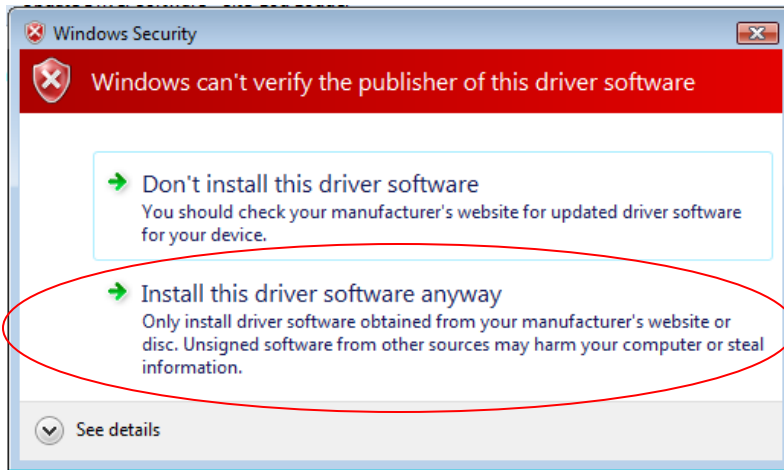 Windows Security
Windows can't verify the publisher of this driver software
Don't install this driver software
You should check your manufacturer's website for updated driver software
for your device.
Install this driver software anyway
Only install driver software obtained from your manufacturer's website or
disc. Unsigned software from other sources may harm your computer or steal
information.
See details